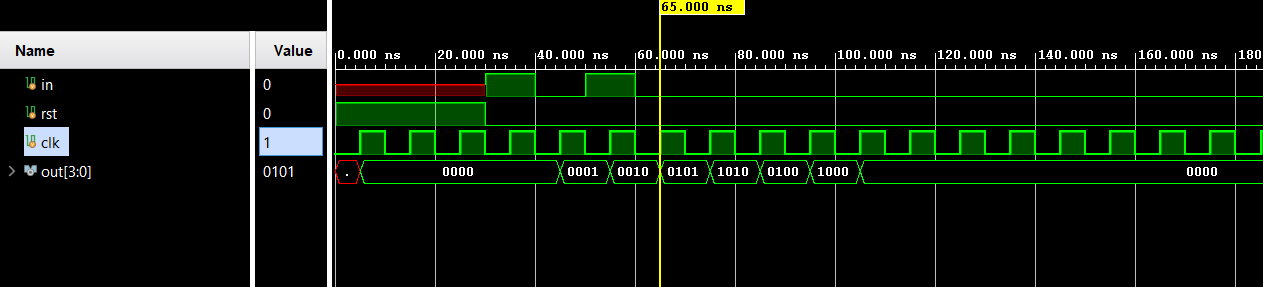 65.000 ns
Name Value
0.000 ns 20.000 ns 40.000 ns 60.000 ns 80.000 ns 100.000 ns 120.000 ns 140.000 ns 160.000 ns 180
in 0
rst 0
clk 1
out[3:0] 0101 . 0000 0001 0010 0101 1010 0100 1000 0000